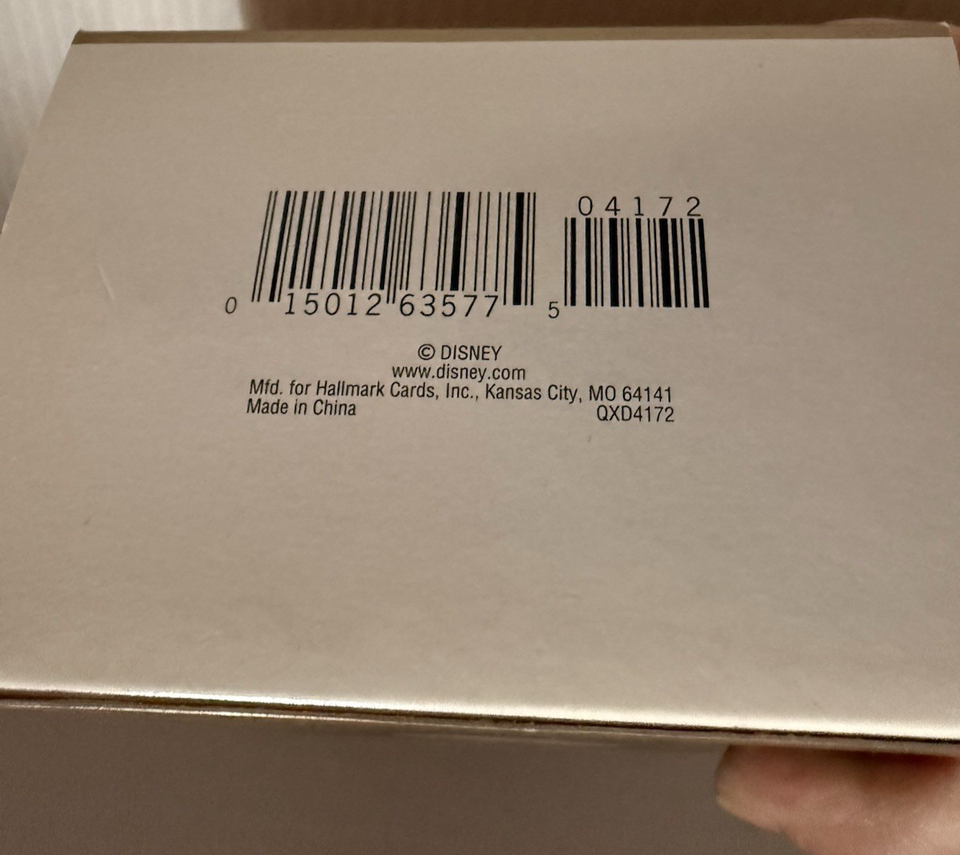 04172
0 15012 63577 5
© DISNEY
www.disney.com
Mfd. for Hallmark Cards, Inc., Kansas City, MO 64141
Made in China QXD4172